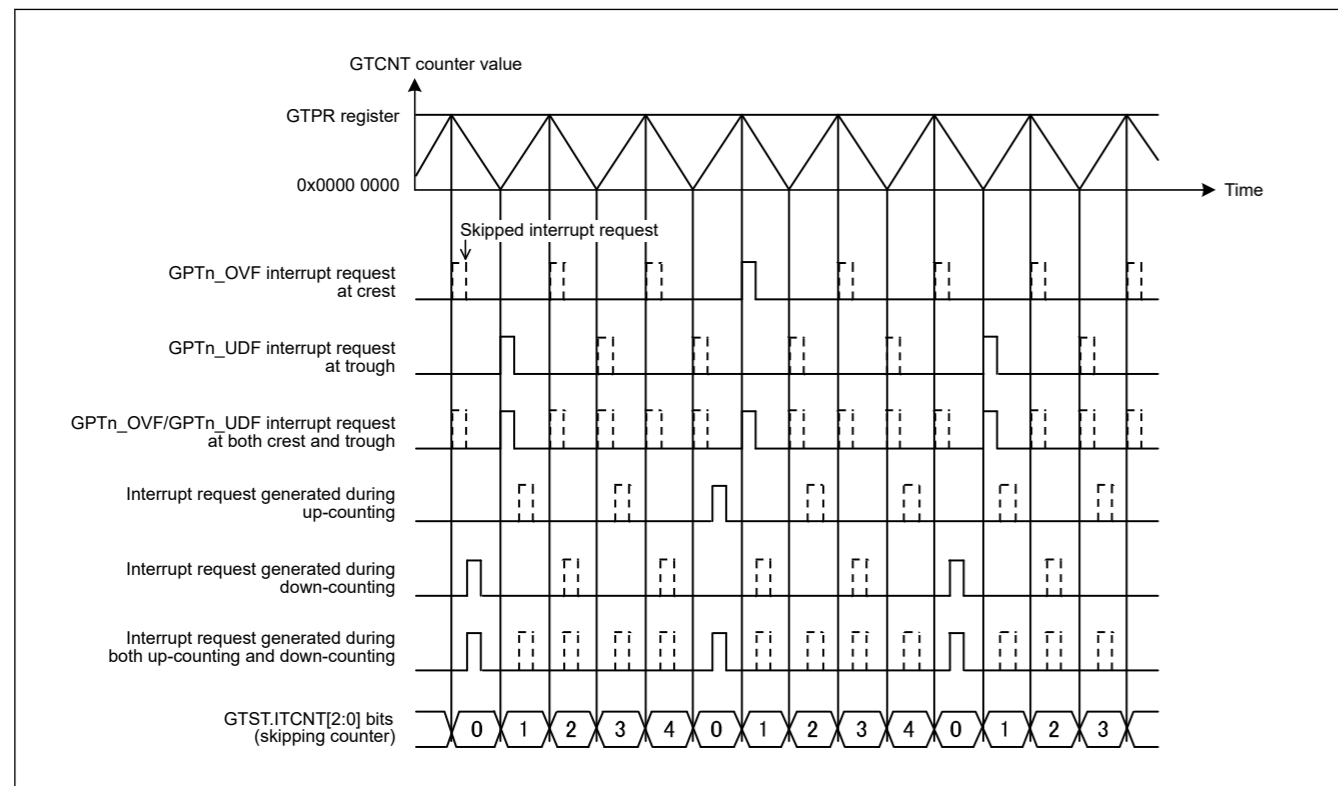 GTCNT counter value
GTPR register
0x0000 0000
Time
Skipped interrupt request
GPTn_OVF interrupt request
at crest
GPTn_UDF interrupt request
at trough
GPTn_OVF/GPTn_UDF interrupt request
at both crest and trough
Interrupt request generated during
up-counting
Interrupt request generated during
down-counting
Interrupt request generated during
both up-counting and down-counting
GTST.ITCNT[2:0] bits
(skipping counter)
0 1 2 3 4 0 1 2 3 4 0 1 2 3